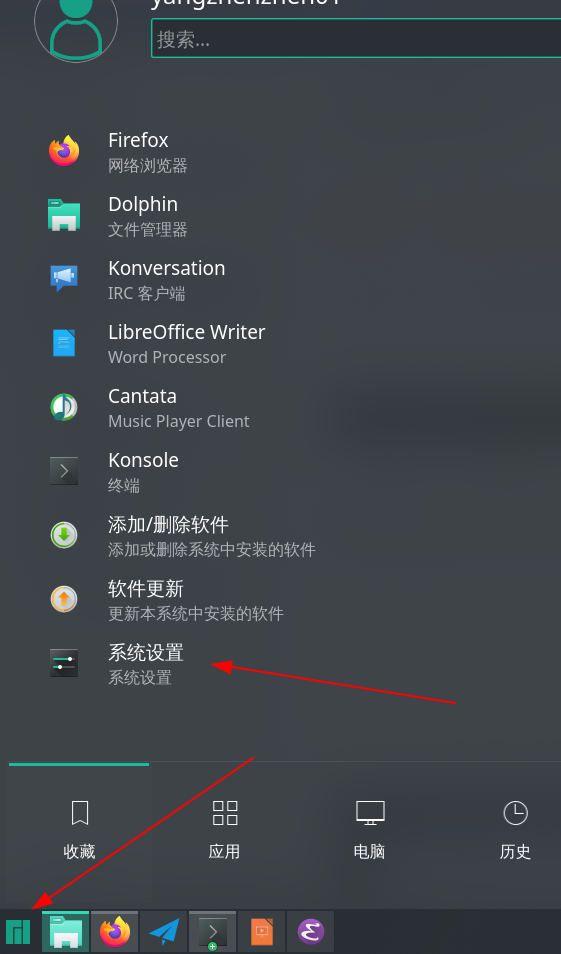 搜索...
Firefox
网络浏览器
Dolphin
文件管理器
Konversation
IRC 客户端
LibreOffice Writer
Word Processor
Cantata
Music Player Client
Konsole
终端
添加/删除软件
添加或删除系统中安装的软件
软件更新
更新本系统中安装的软件
系统设置
系统设置
收藏
应用
电脑
历史